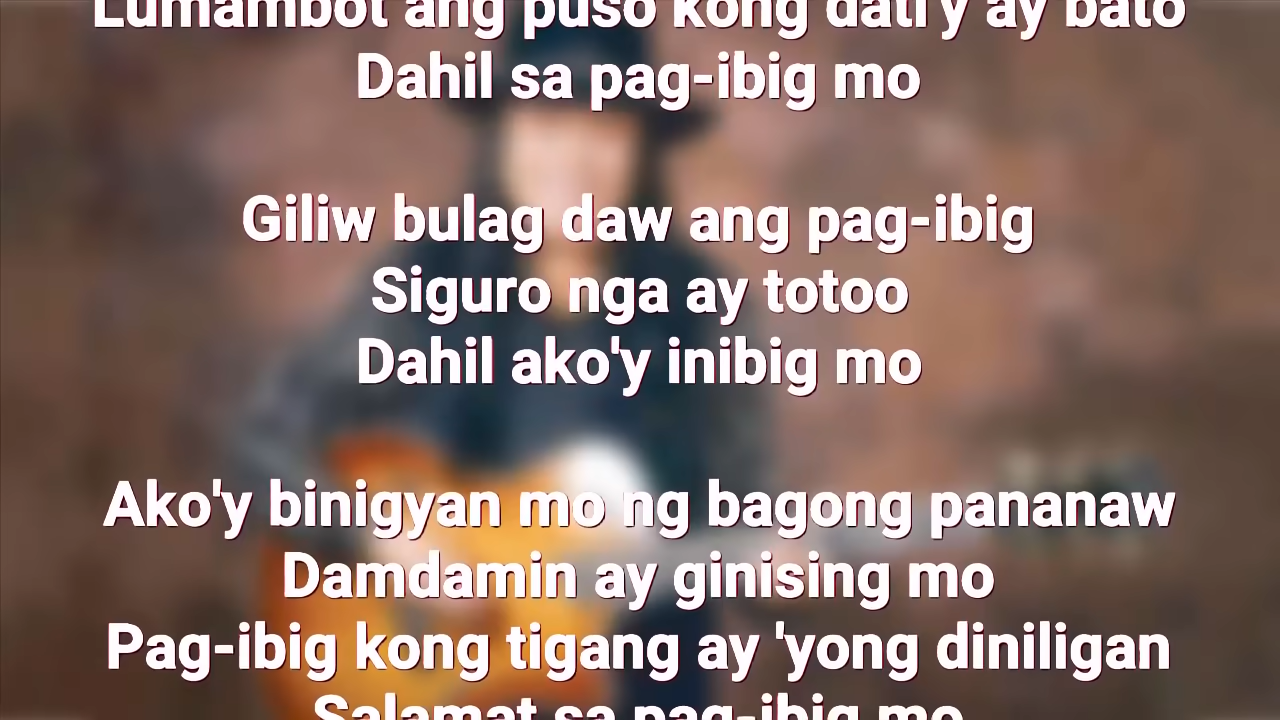 Lumambot ang puso kong dati'y ay bato
Dahil sa pag-ibig mo
Giliw bulag daw ang pag-ibig
Siguro nga ay totoo
Dahil ako'y inibig mo
Ako'y binigyan mo ng bagong pananaw
Damdamin ay ginising mo
Pag-ibig kong tigang ay 'yong diniligan
Salamat sa pag-ibig mo